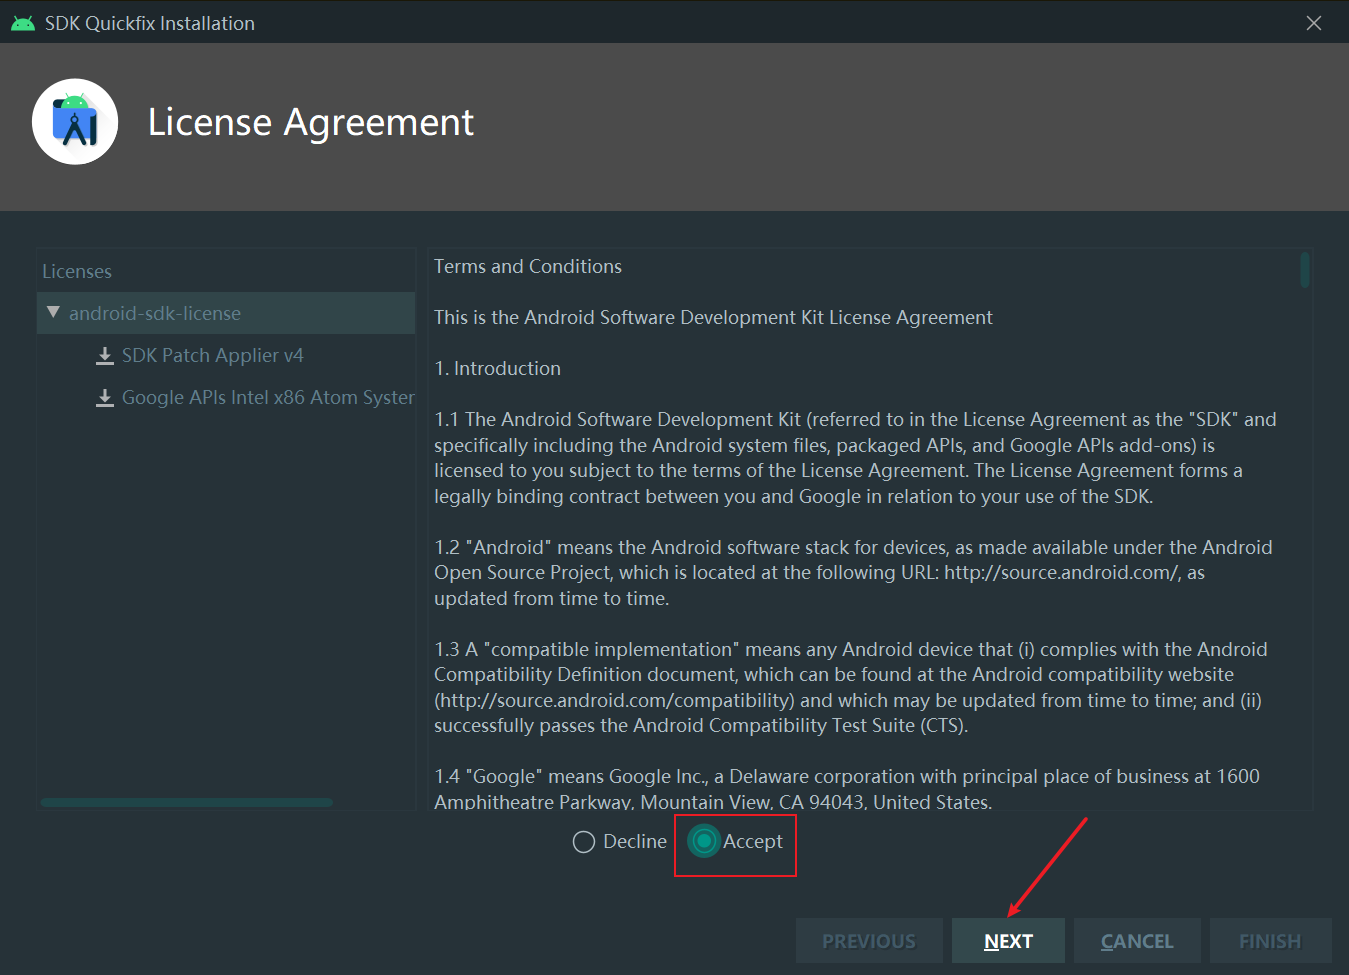 SDK Quickfix Installation
License Agreement
Licenses
android-sdk-license
SDK Patch Applier v4
Google APIs Intel x86 Atom Syster
Terms and Conditions
This is the Android Software Development Kit License Agreement
1. Introduction
1.1 The Android Software Development Kit (referred to in the License Agreement as the "SDK" and
specifically including the Android system files, packaged APIs, and Google APIs add-ons) is
licensed to you subject to the terms of the License Agreement. The License Agreement forms a
legally binding contract between you and Google in relation to your use of the SDK.
1.2 "Android" means the Android software stack for devices, as made available under the Android
Open Source Project, which is located at the following URL: http://source.android.com/, as
updated from time to time.
1.3 A "compatible implementation" means any Android device that (i) complies with the Android
Compatibility Definition document, which can be found at the Android compatibility website
(http://source.android.com/compatibility) and which may be updated from time to time; and (ii)
successfully passes the Android Compatibility Test Suite (CTS).
1.4 "Google" means Google Inc., a Delaware corporation with principal place of business at 1600
Amphitheatre Parkway, Mountain View, CA 94043, United States.
Decline
Accept
PREVIOUS
NEXT
CANCEL
FINISH